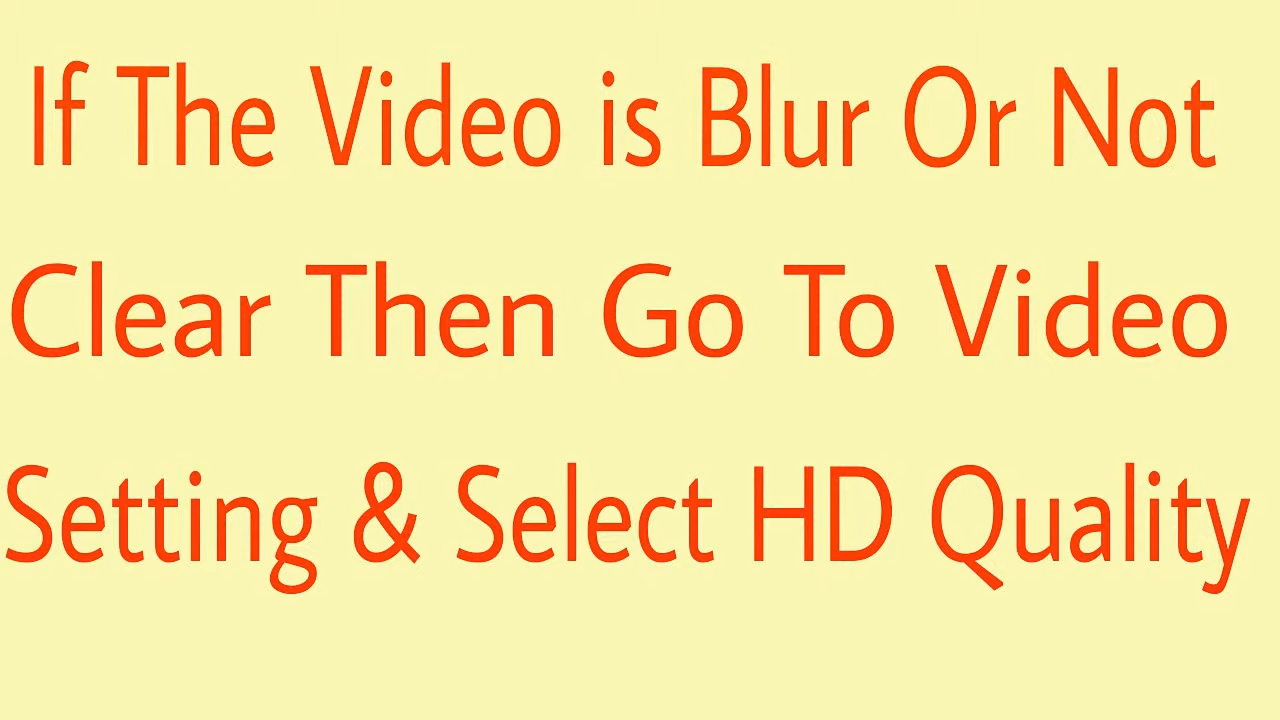 If The Video is Blur Or Not
Clear Then Go To Video
Setting & Select HD Quality